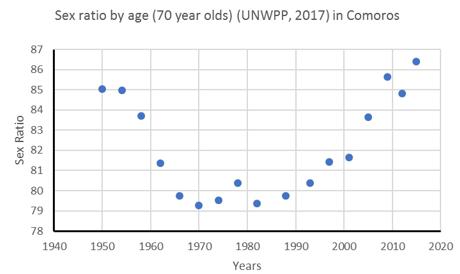 Sex ratio by age (70 year olds) (UNWPP, 2017) in Comoros
87
86
85
84
83
82
81
80
79
78
Sex Ratio
1940 1950 1960 1970 1980 1990 2000 2010 2020
Years